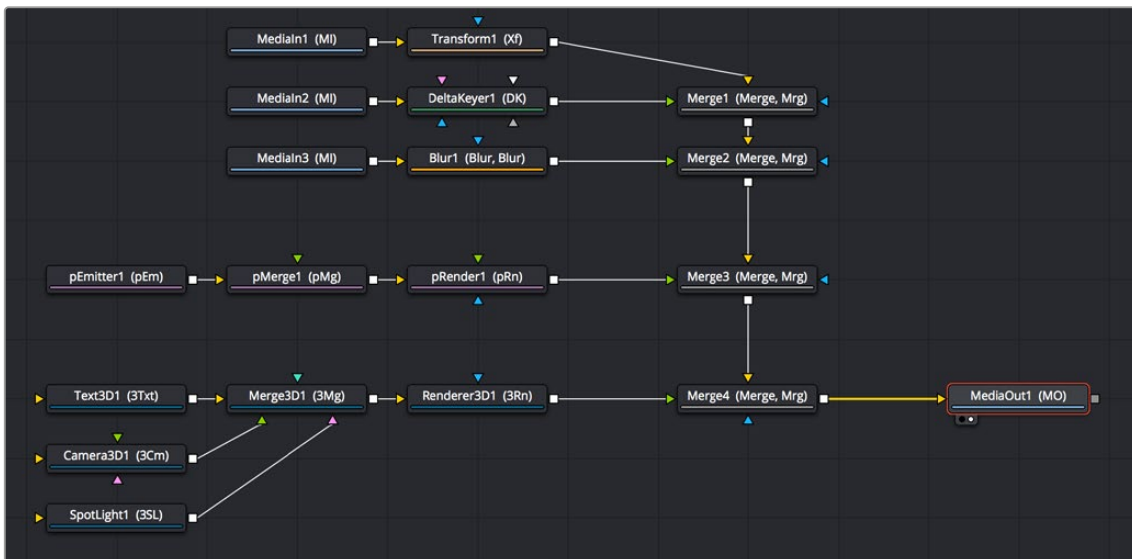 MediaIn1 (MI)
Transform1 (Xf)
MediaIn2 (MI)
DeltaKeyer1 (DK)
Merge1 (Merge, Mrg)
MediaIn3 (MI)
Blur1 (Blur, Blur)
Merge2 (Merge, Mrg)
pEmitter1 (pEm)
pMerge1 (pMg)
pRender1 (pRn)
Merge3 (Merge, Mrg)
Text3D1 (3Txt)
Merge3D1 (3Mg)
Renderer3D1 (3Rn)
Merge4 (Merge, Mrg)
MediaOut1 (MO)
Camera3D1 (3Cm)
SpotLight1 (3SL)